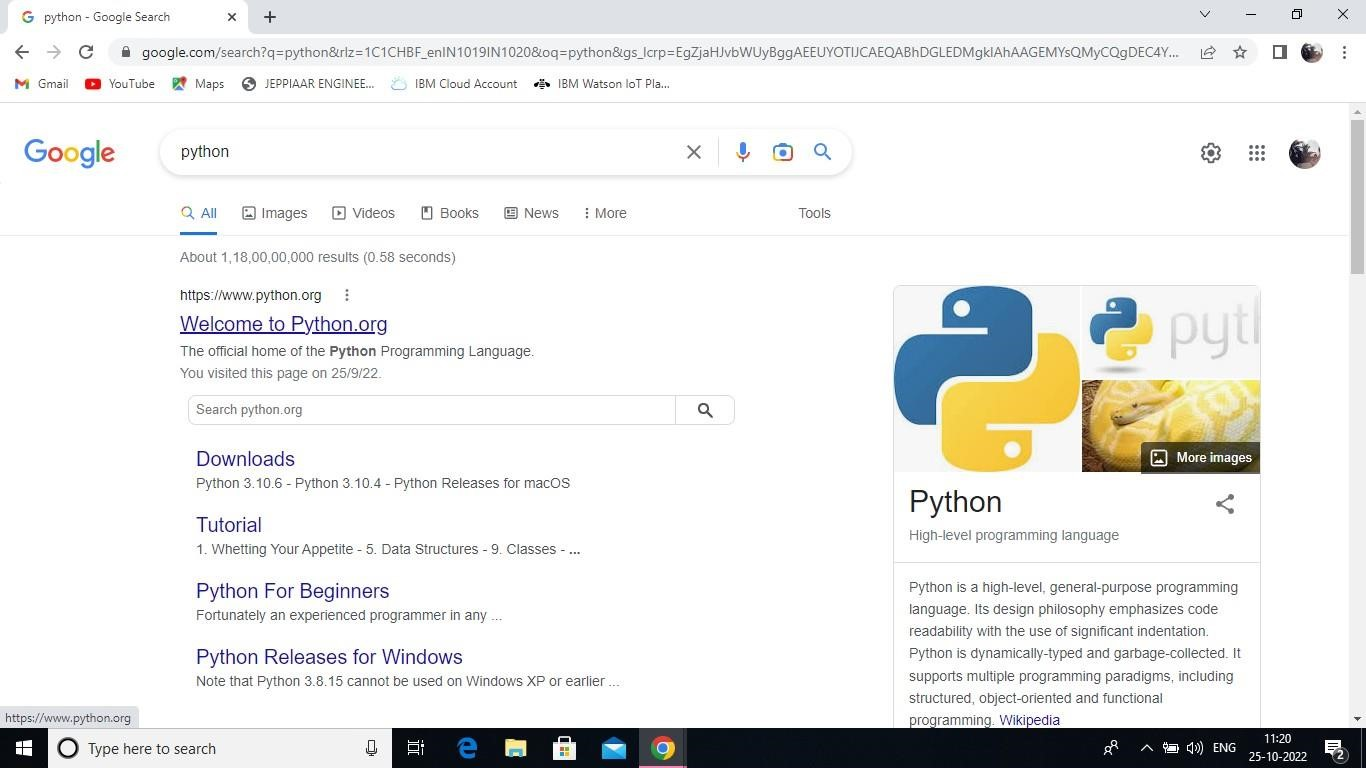 python - Google Search
google.com/search?q=python&rlz=1C1CHBF_enIN1019IN1020&oq=python&gs_lcrp=EgZjaHJvbWUyBggAEEUYOTIJCAEQABhDGLEDMgkIAhAAGEMYsQMyCQgDEC4Y...
Gmail YouTube Maps JEPPIAAR ENGINEE... IBM Cloud Account IBM Watson IoT Pla...
Google
python
All Images Videos Books News More Tools
About 1,18,00,00,000 results (0.58 seconds)
https://www.python.org
Welcome to Python.org
The official home of the Python Programming Language.
You visited this page on 25/9/22.
Search python.org
Downloads
Python 3.10.6 - Python 3.10.4 - Python Releases for macOS
Tutorial
1. Whetting Your Appetite - 5. Data Structures - 9. Classes - ...
Python For Beginners
Fortunately an experienced programmer in any ...
Python Releases for Windows
Note that Python 3.8.15 cannot be used on Windows XP or earlier ...
pyth
More images
Python
High-level programming language
Python is a high-level, general-purpose programming
language. Its design philosophy emphasizes code
readability with the use of significant indentation.
Python is dynamically-typed and garbage-collected. It
supports multiple programming paradigms, including
structured, object-oriented and functional
programming. Wikipedia
https://www.python.org
Type here to search
ENG
11:20
25-10-2022
2